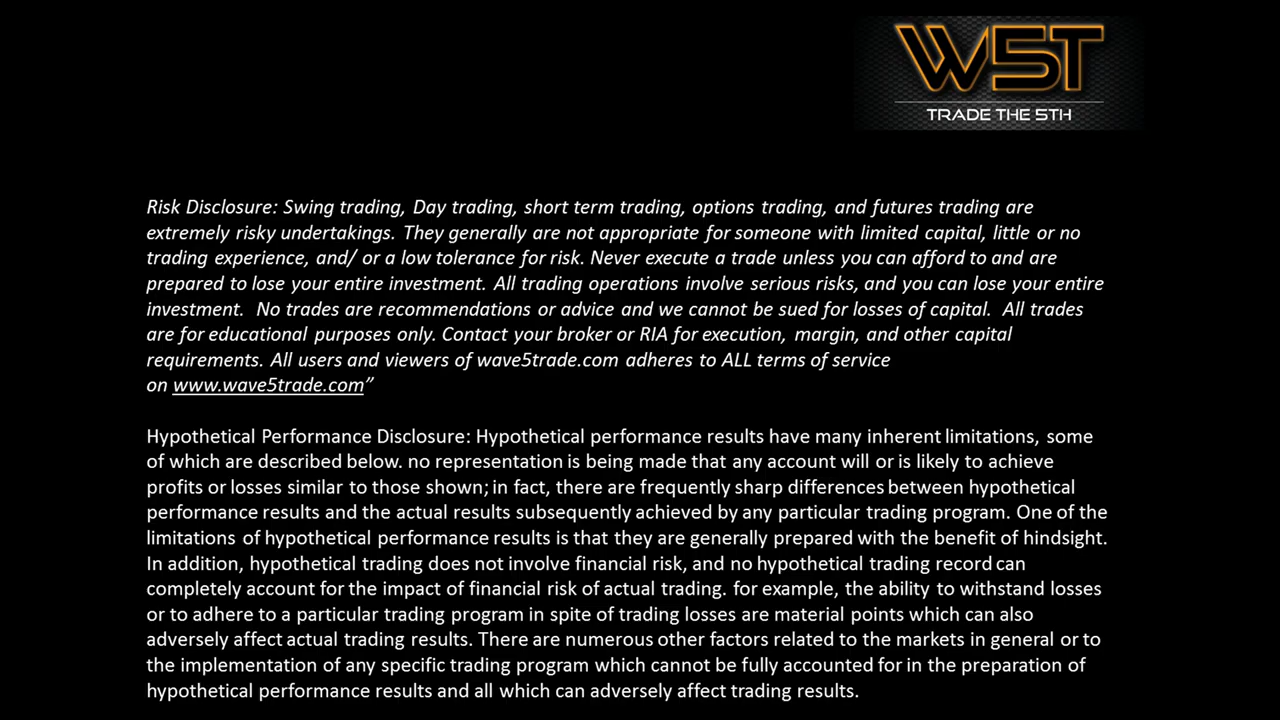 W5T
TRADE THE 5TH
Risk Disclosure: Swing trading, Day trading, short term trading, options trading, and futures trading are
extremely risky undertakings. They generally are not appropriate for someone with limited capital, little or no
trading experience, and/ or a low tolerance for risk. Never execute a trade unless you can afford to and are
prepared to lose your entire investment. All trading operations involve serious risks, and you can lose your entire
investment. No trades are recommendations or advice and we cannot be sued for losses of capital. All trades
are for educational purposes only. Contact your broker or RIA for execution, margin, and other capital
requirements. All users and viewers of wave5trade.com adheres to ALL terms of service
on www.wave5trade.com”
Hypothetical Performance Disclosure: Hypothetical performance results have many inherent limitations, some
of which are described below. no representation is being made that any account will or is likely to achieve
profits or losses similar to those shown; in fact, there are frequently sharp differences between hypothetical
performance results and the actual results subsequently achieved by any particular trading program. One of the
limitations of hypothetical performance results is that they are generally prepared with the benefit of hindsight.
In addition, hypothetical trading does not involve financial risk, and no hypothetical trading record can
completely account for the impact of financial risk of actual trading. for example, the ability to withstand losses
or to adhere to a particular trading program in spite of trading losses are material points which can also
adversely affect actual trading results. There are numerous other factors related to the markets in general or to
the implementation of any specific trading program which cannot be fully accounted for in the preparation of
hypothetical performance results and all which can adversely affect trading results.